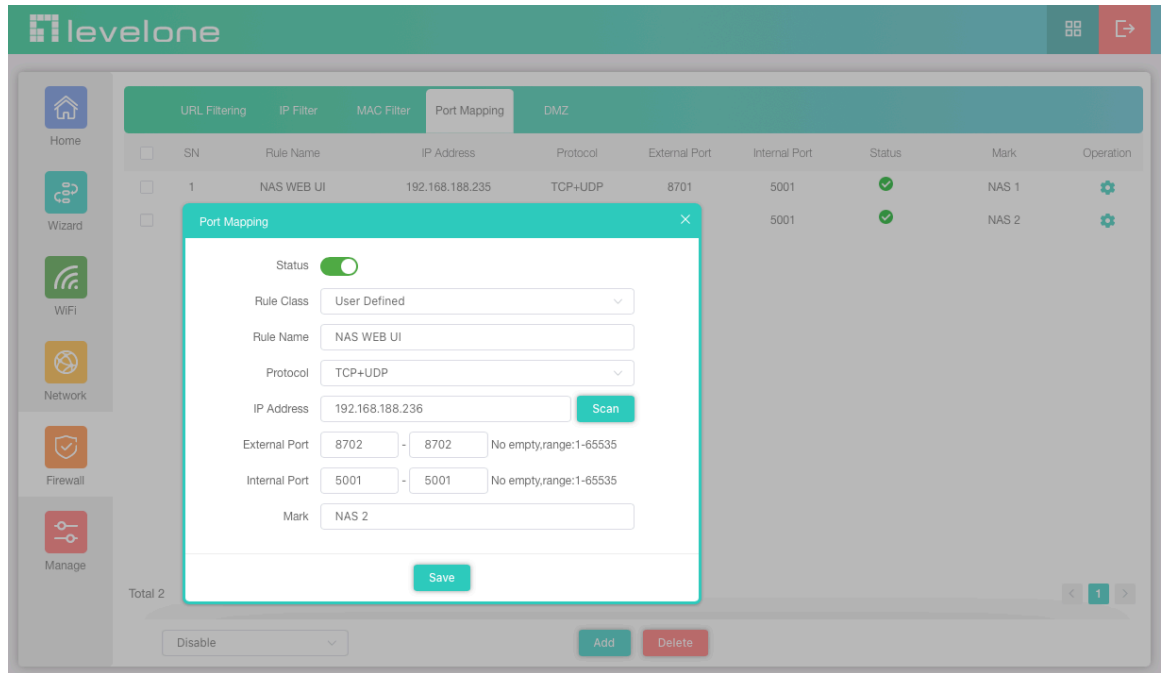 levelone
Home
Wizard
WiFi
Network
Firewall
Manage
URL Filtering IP Filter MAC Filter Port Mapping DMZ
SN Rule Name IP Address Protocol External Port Internal Port Status Mark Operation
1 NAS WEB UI 192.168.188.235 TCP+UDP 8701 5001 NAS 1
5001 NAS 2
Port Mapping
Status
Rule Class User Defined
Rule Name NAS WEB UI
Protocol TCP+UDP
IP Address 192.168.188.236 Scan
External Port 8702 - 8702 No empty,range:1-65535
Internal Port 5001 - 5001 No empty,range:1-65535
Mark NAS 2
Save
Total 2 < 1 >
Disable Add Delete